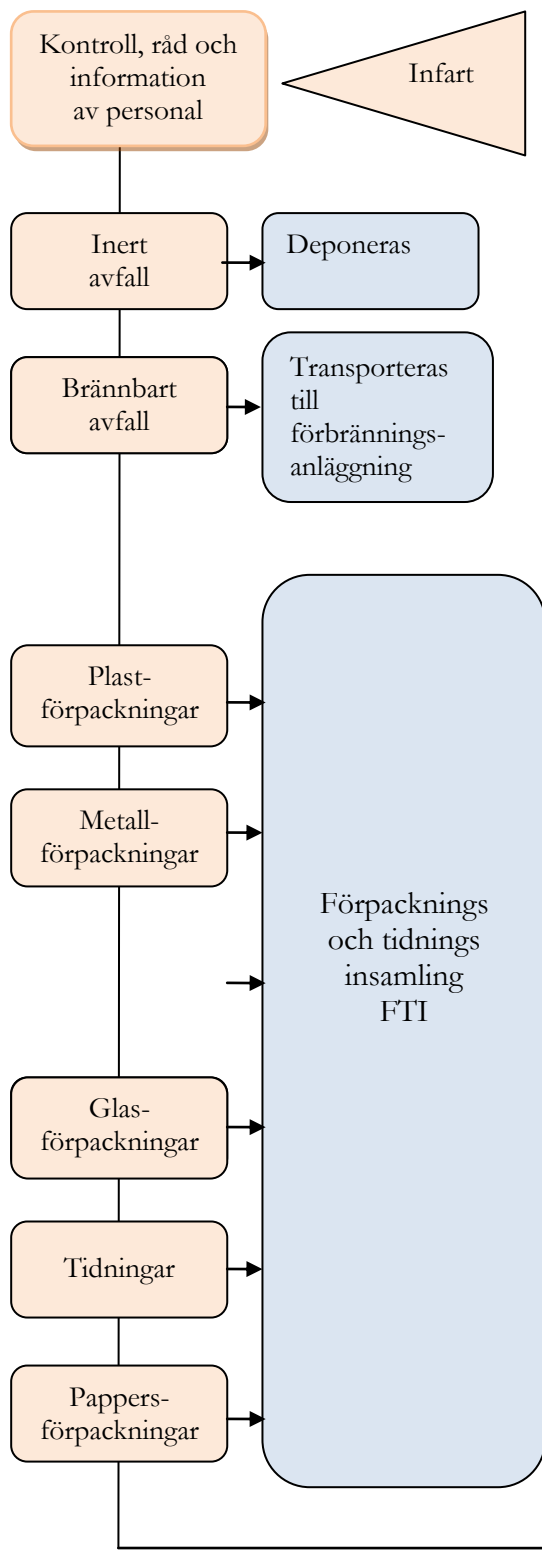 Kontroll, råd och
information
av personal
Infart
Inert
avfall
Deponeras
Brännbart
avfall
Transporteras
till
förbrännings-
anläggning
Plast-
förpackningar
Metall-
förpackningar
Förpacknings
och tidnings
insamling
FTI
Glas-
förpackningar
Tidningar
Pappers-
förpackningar